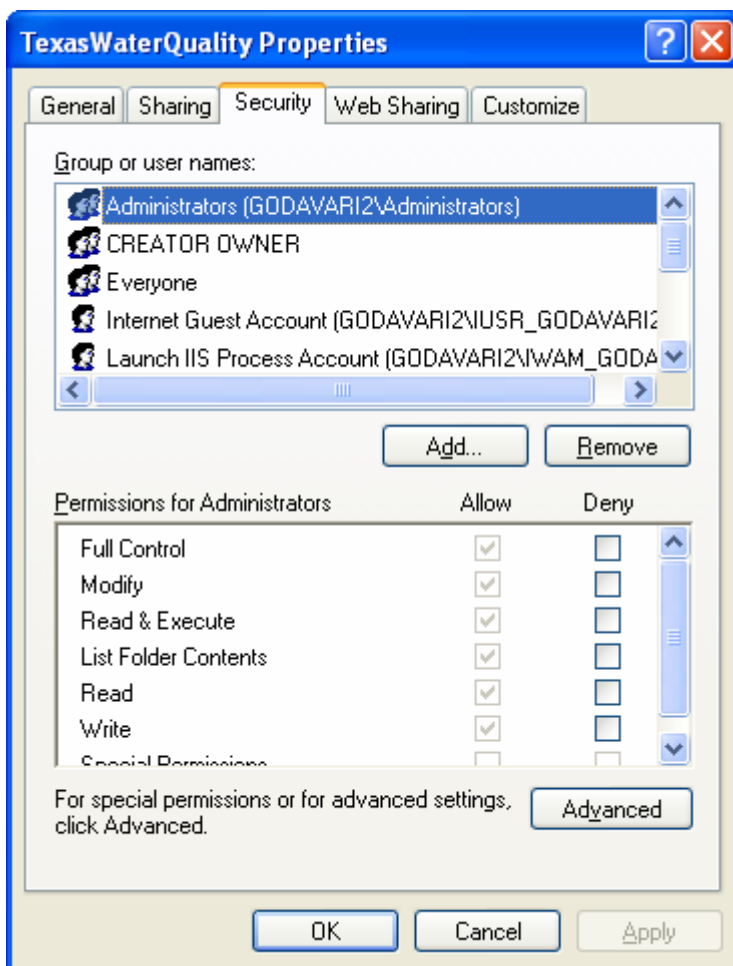 TexasWaterQuality Properties
General Sharing Security Web Sharing Customize
Group or user names:
Administrators (GODAVARI2\Administrators)
CREATOR OWNER
Everyone
Internet Guest Account (GODAVARI2\IUSR_GODAVARI2
Launch IIS Process Account (GODAVARI2\IWAM_GODA
Add... Remove
Permissions for Administrators Allow Deny
Full Control
Modify
Read & Execute
List Folder Contents
Read
Write
Special Permissions
For special permissions or for advanced settings,
click Advanced.
Advanced
OK Cancel Apply